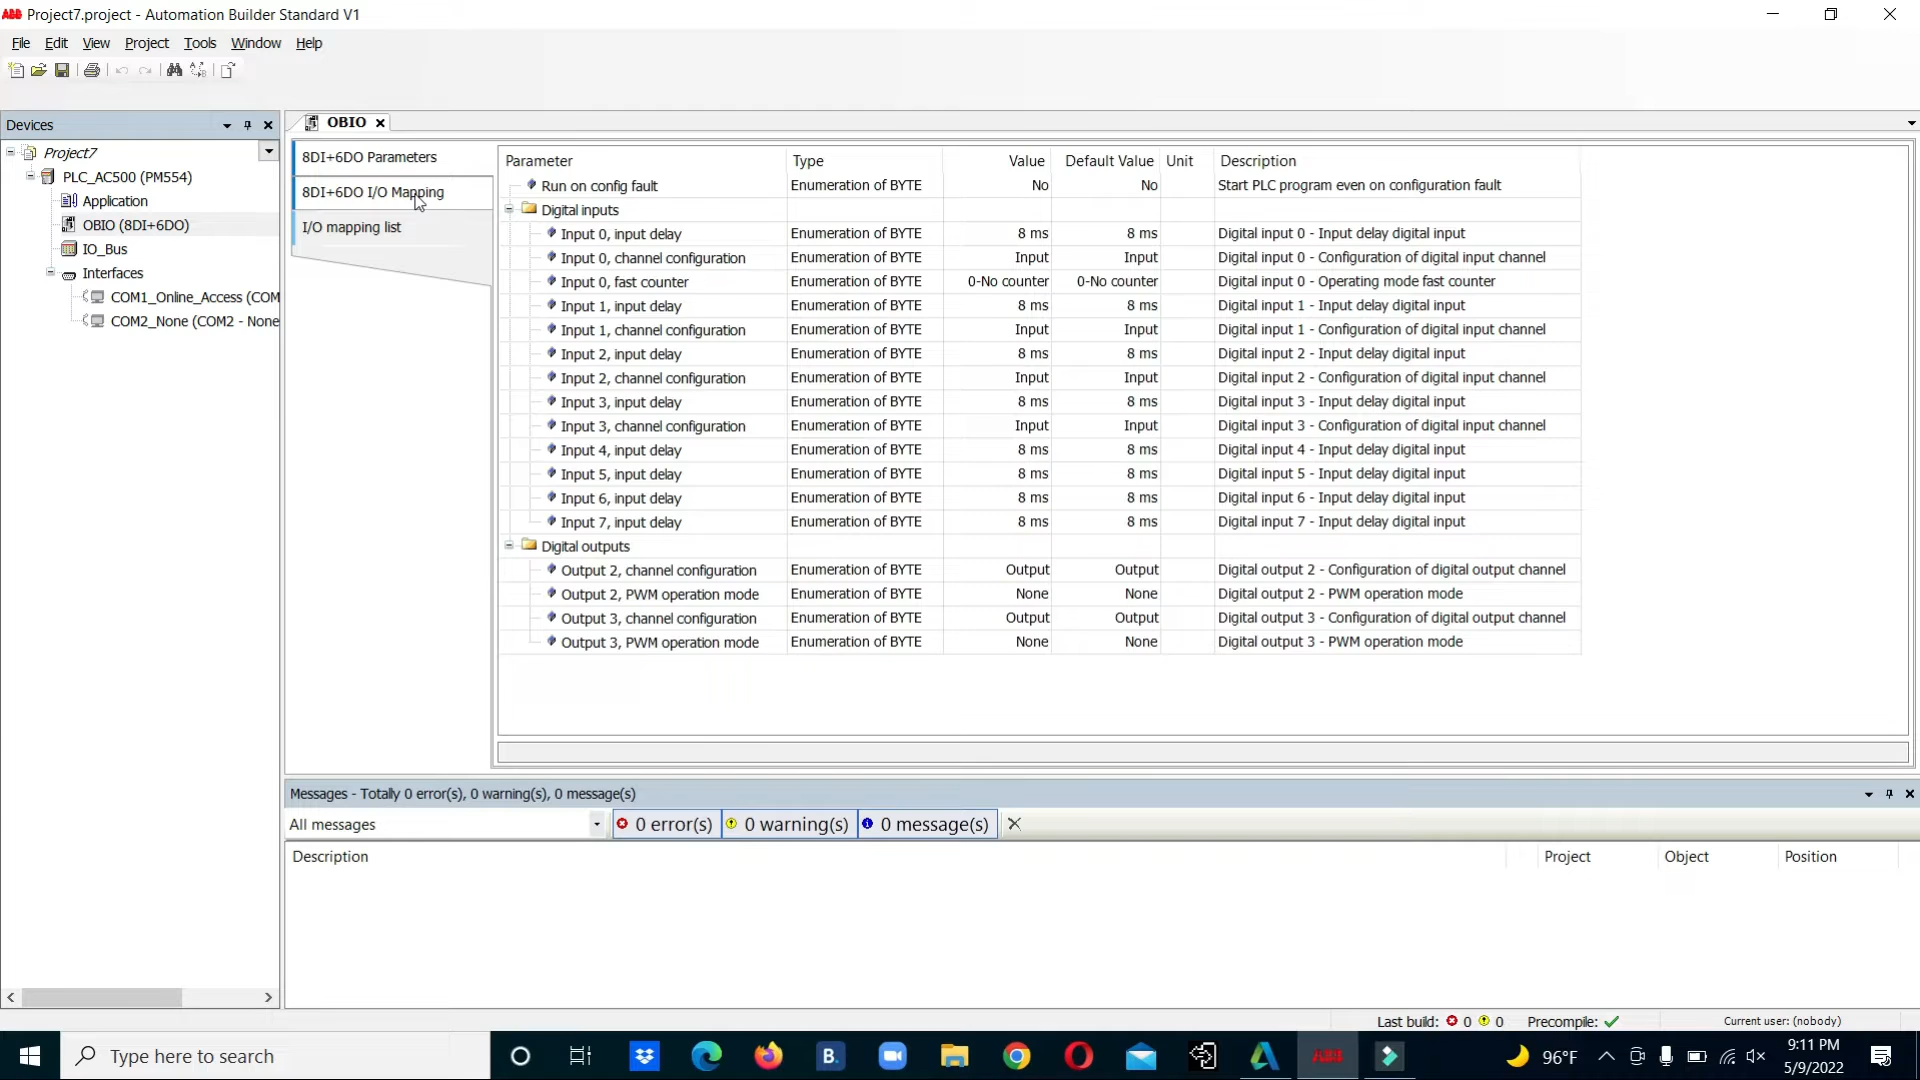 ABB Project7.project - Automation Builder Standard V1
File Edit View Project Tools Window Help
Devices
Project7
PLC_AC500 (PM554)
Application
OBIO (8DI+6DO)
IO_Bus
Interfaces
COM1_Online_Access (COM
COM2_None (COM2 - None
OBIO
8DI+6DO Parameters
8DI+6DO I/O Mapping
I/O mapping list
Parameter Type Value Default Value Unit Description
Run on config fault Enumeration of BYTE No No Start PLC program even on configuration fault
Digital inputs
Input 0, input delay Enumeration of BYTE 8 ms 8 ms Digital input 0 - Input delay digital input
Input 0, channel configuration Enumeration of BYTE Input Input Digital input 0 - Configuration of digital input channel
Input 0, fast counter Enumeration of BYTE 0-No counter 0-No counter Digital input 0 - Operating mode fast counter
Input 1, input delay Enumeration of BYTE 8 ms 8 ms Digital input 1 - Input delay digital input
Input 1, channel configuration Enumeration of BYTE Input Input Digital input 1 - Configuration of digital input channel
Input 2, input delay Enumeration of BYTE 8 ms 8 ms Digital input 2 - Input delay digital input
Input 2, channel configuration Enumeration of BYTE Input Input Digital input 2 - Configuration of digital input channel
Input 3, input delay Enumeration of BYTE 8 ms 8 ms Digital input 3 - Input delay digital input
Input 3, channel configuration Enumeration of BYTE Input Input Digital input 3 - Configuration of digital input channel
Input 4, input delay Enumeration of BYTE 8 ms 8 ms Digital input 4 - Input delay digital input
Input 5, input delay Enumeration of BYTE 8 ms 8 ms Digital input 5 - Input delay digital input
Input 6, input delay Enumeration of BYTE 8 ms 8 ms Digital input 6 - Input delay digital input
Input 7, input delay Enumeration of BYTE 8 ms 8 ms Digital input 7 - Input delay digital input
Digital outputs
Output 2, channel configuration Enumeration of BYTE Output Output Digital output 2 - Configuration of digital output channel
Output 2, PWM operation mode Enumeration of BYTE None None Digital output 2 - PWM operation mode
Output 3, channel configuration Enumeration of BYTE Output Output Digital output 3 - Configuration of digital output channel
Output 3, PWM operation mode Enumeration of BYTE None None Digital output 3 - PWM operation mode
Messages - Totally 0 error(s), 0 warning(s), 0 message(s)
All messages 0 error(s) 0 warning(s) 0 message(s)
Description Project Object Position
Last build: 0 0 Precompile: Current user: (nobody)
Type here to search B. ABB 96°F 9:11 PM
5/9/2022